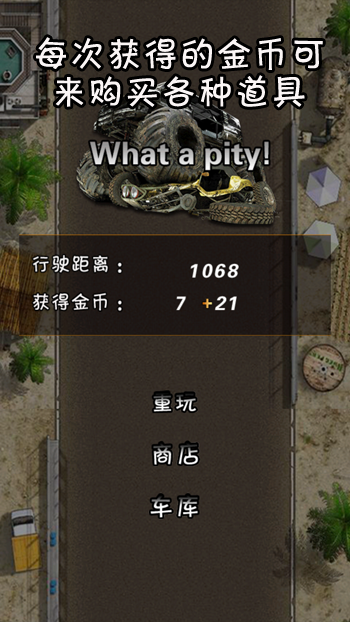 每次获得的金币可
来购买各种道具
What a pity!
行驶距离： 1068
获得金币： 7 +21
重玩
商店
车库